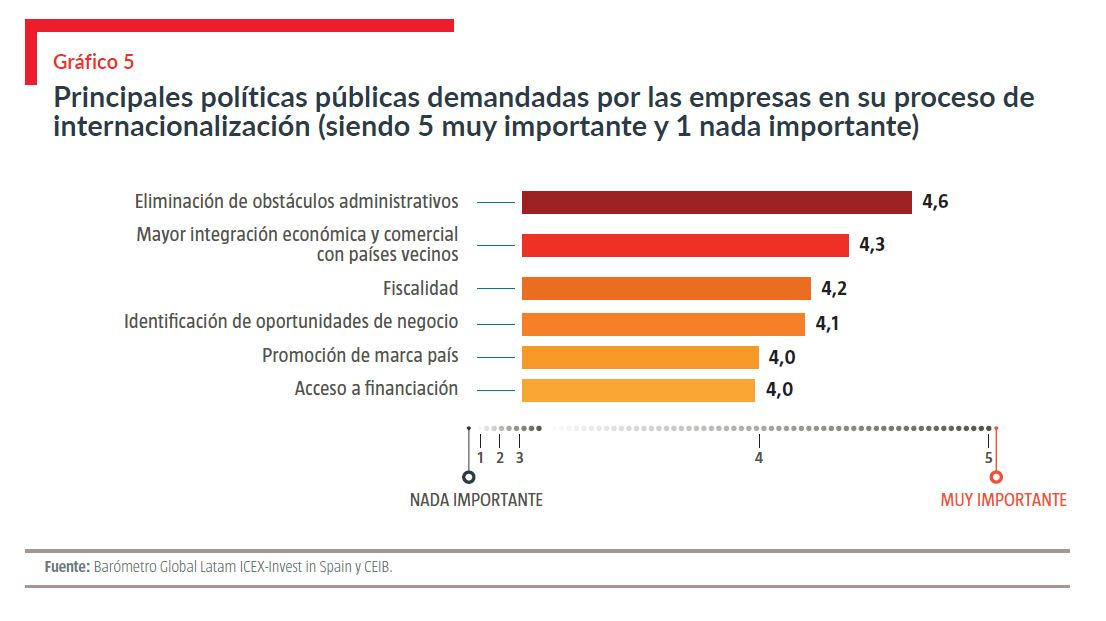 Gráfico 5
Principales políticas públicas demandadas por las empresas en su proceso de
internacionalización (siendo 5 muy importante y 1 nada importante)
Eliminación de obstáculos administrativos
4,6
Mayor integración económica y comercial
con países vecinos
4,3
Fiscalidad
4,2
Identificación de oportunidades de negocio
4,1
Promoción de marca país
4,0
Acceso a financiación
4,0
1 2 3 4 5
NADA IMPORTANTE
MUY IMPORTANTE
Fuente: Barómetro Global Latam ICEX-Invest in Spain y CEIB.